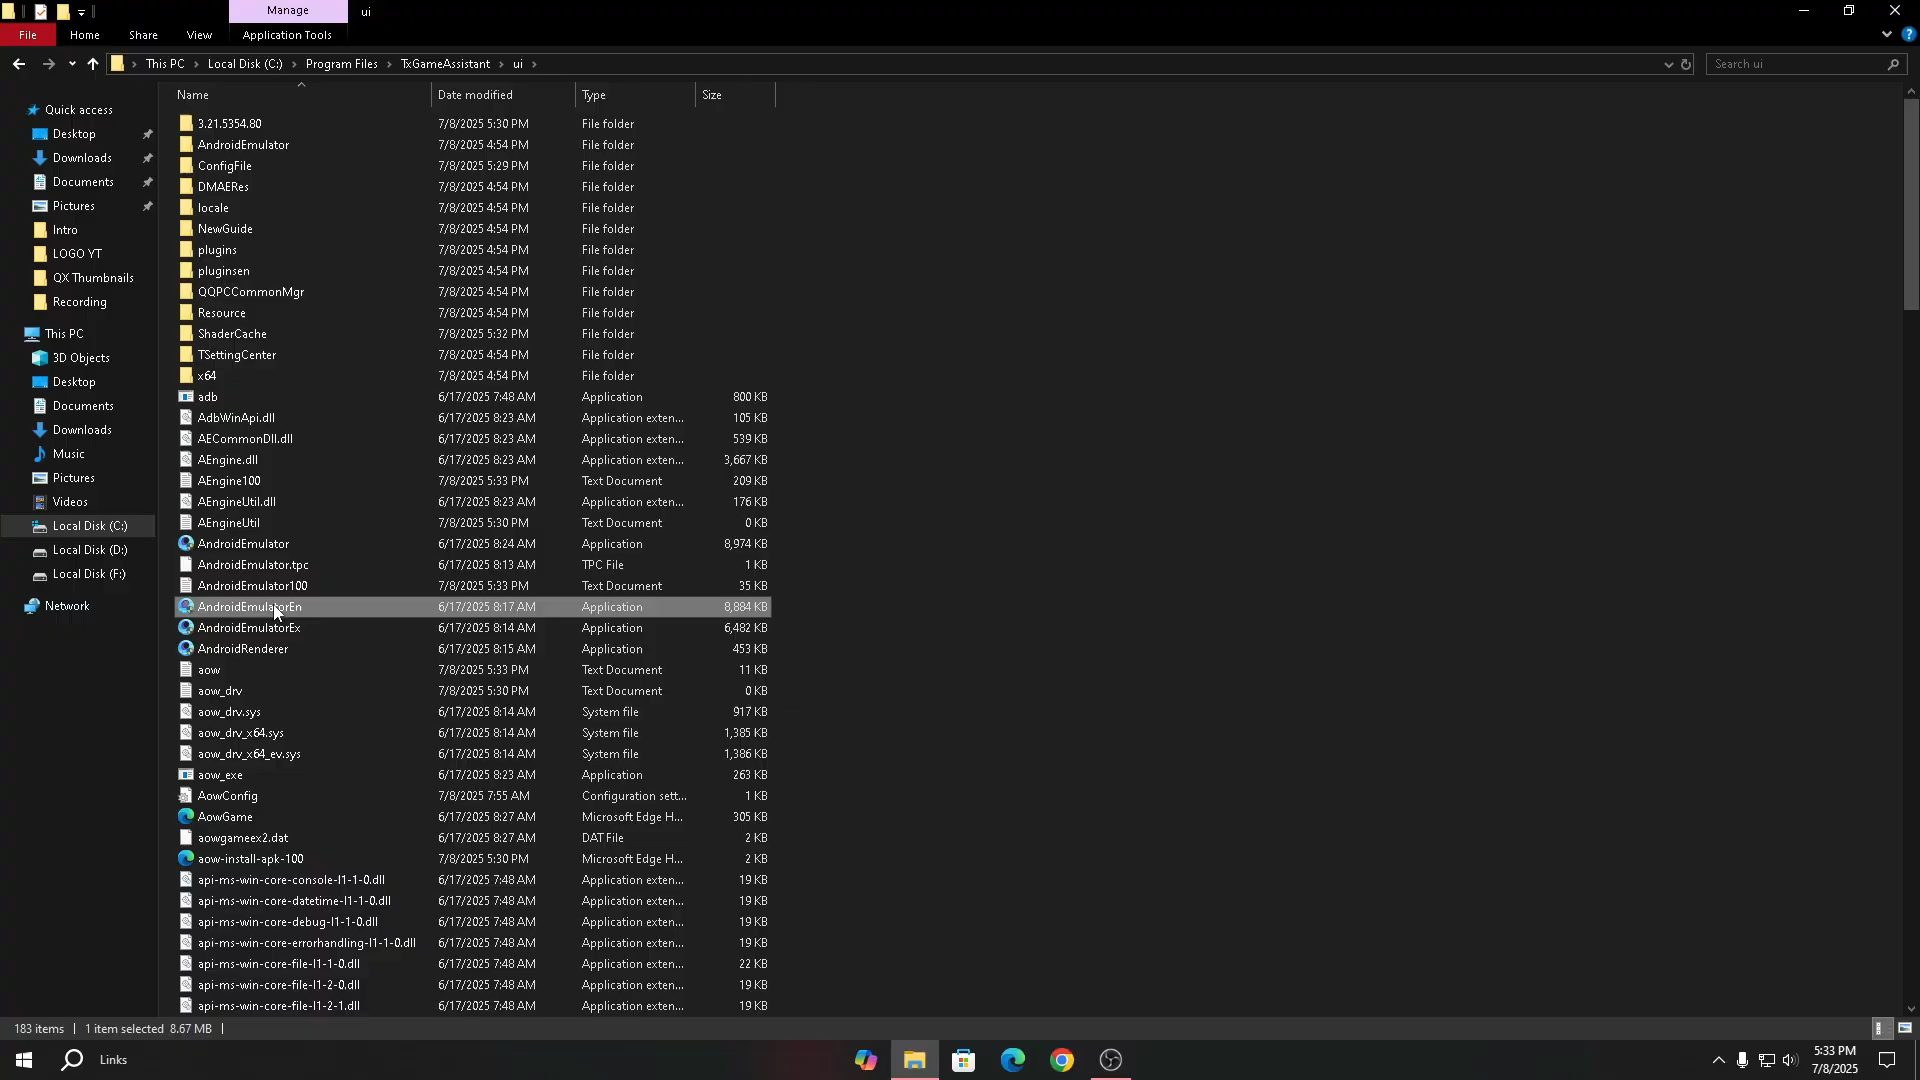 Manage
ui
File
Home
Share
View
Application Tools
This PC
Local Disk (C:)
Program Files
TxGameAssistant
ui
Search ui
Name
Date modified
Type
Size
Quick access
Desktop
Downloads
Documents
Pictures
Intro
LOGO YT
QX Thumbnails
Recording
This PC
3D Objects
Desktop
Documents
Downloads
Music
Pictures
Videos
Local Disk (C:)
Local Disk (D:)
Local Disk (F:)
Network
3.21.5354.80 7/8/2025 5:30 PM File folder
AndroidEmulator 7/8/2025 4:54 PM File folder
ConfigFile 7/8/2025 5:29 PM File folder
DMAERes 7/8/2025 4:54 PM File folder
locale 7/8/2025 4:54 PM File folder
NewGuide 7/8/2025 4:54 PM File folder
plugins 7/8/2025 4:54 PM File folder
pluginsen 7/8/2025 4:54 PM File folder
QQPCCommonMgr 7/8/2025 4:54 PM File folder
Resource 7/8/2025 4:54 PM File folder
ShaderCache 7/8/2025 5:32 PM File folder
TSettingCenter 7/8/2025 4:54 PM File folder
x64 7/8/2025 4:54 PM File folder
adb 6/17/2025 7:48 AM Application 800 KB
AdbWinApi.dll 6/17/2025 8:23 AM Application exten... 105 KB
AECommonDll.dll 6/17/2025 8:23 AM Application exten... 539 KB
AEngine.dll 6/17/2025 8:23 AM Application exten... 3,667 KB
AEngine100 7/8/2025 5:33 PM Text Document 209 KB
AEngineUtil.dll 6/17/2025 8:23 AM Application exten... 176 KB
AEngineUtil 7/8/2025 5:30 PM Text Document 0 KB
AndroidEmulator 6/17/2025 8:24 AM Application 8,974 KB
AndroidEmulator.tpc 6/17/2025 8:13 AM TPC File 1 KB
AndroidEmulator100 7/8/2025 5:33 PM Text Document 35 KB
AndroidEmulatorEn 6/17/2025 8:17 AM Application 8,884 KB
AndroidEmulatorEx 6/17/2025 8:14 AM Application 6,482 KB
AndroidRenderer 6/17/2025 8:15 AM Application 453 KB
aow 7/8/2025 5:33 PM Text Document 11 KB
aow_drv 7/8/2025 5:30 PM Text Document 0 KB
aow_drv.sys 6/17/2025 8:14 AM System file 917 KB
aow_drv_x64.sys 6/17/2025 8:14 AM System file 1,385 KB
aow_drv_x64_ev.sys 6/17/2025 8:14 AM System file 1,386 KB
aow_exe 6/17/2025 8:23 AM Application 263 KB
AowConfig 7/8/2025 7:55 AM Configuration sett... 1 KB
AowGame 6/17/2025 8:27 AM Microsoft Edge H... 305 KB
aowgameex2.dat 6/17/2025 8:27 AM DAT File 2 KB
aow-install-apk-100 7/8/2025 5:30 PM Microsoft Edge H... 2 KB
api-ms-win-core-console-l1-1-0.dll 6/17/2025 7:48 AM Application exten... 19 KB
api-ms-win-core-datetime-l1-1-0.dll 6/17/2025 7:48 AM Application exten... 19 KB
api-ms-win-core-debug-l1-1-0.dll 6/17/2025 7:48 AM Application exten... 19 KB
api-ms-win-core-errorhandling-l1-1-0.dll 6/17/2025 7:48 AM Application exten... 19 KB
api-ms-win-core-file-l1-1-0.dll 6/17/2025 7:48 AM Application exten... 22 KB
api-ms-win-core-file-l1-2-0.dll 6/17/2025 7:48 AM Application exten... 19 KB
api-ms-win-core-file-l1-2-1.dll 6/17/2025 7:48 AM Application exten... 19 KB
183 items 1 item selected 8.67 MB
Links
5:33 PM
7/8/2025